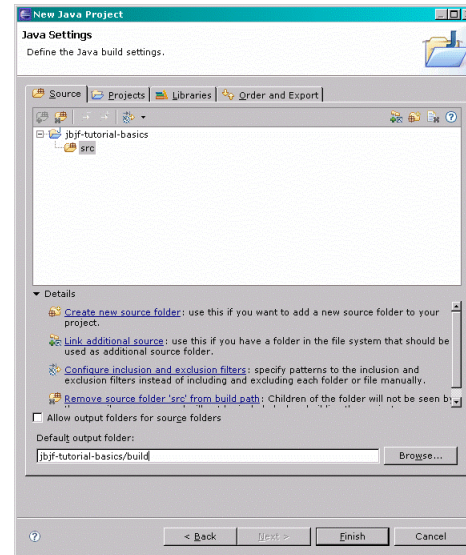 New Java Project
Java Settings
Define the Java build settings.
Source Projects Libraries Order and Export
jbjf-tutorial-basics
src
Details
Create new source folder: use this if you want to add a new source folder to your
project.
Link additional source: use this if you have a folder in the file system that should be
used as additional source folder.
Configure inclusion and exclusion filters: specify patterns to the inclusion and
exclusion filters instead of including and excluding each folder or file manually.
Remove source folder 'src' from build path: Children of the folder will not be seen by
Allow output folders for source folders
Default output folder:
jbjf-tutorial-basics/build
Browse...
< Back Next > Finish Cancel